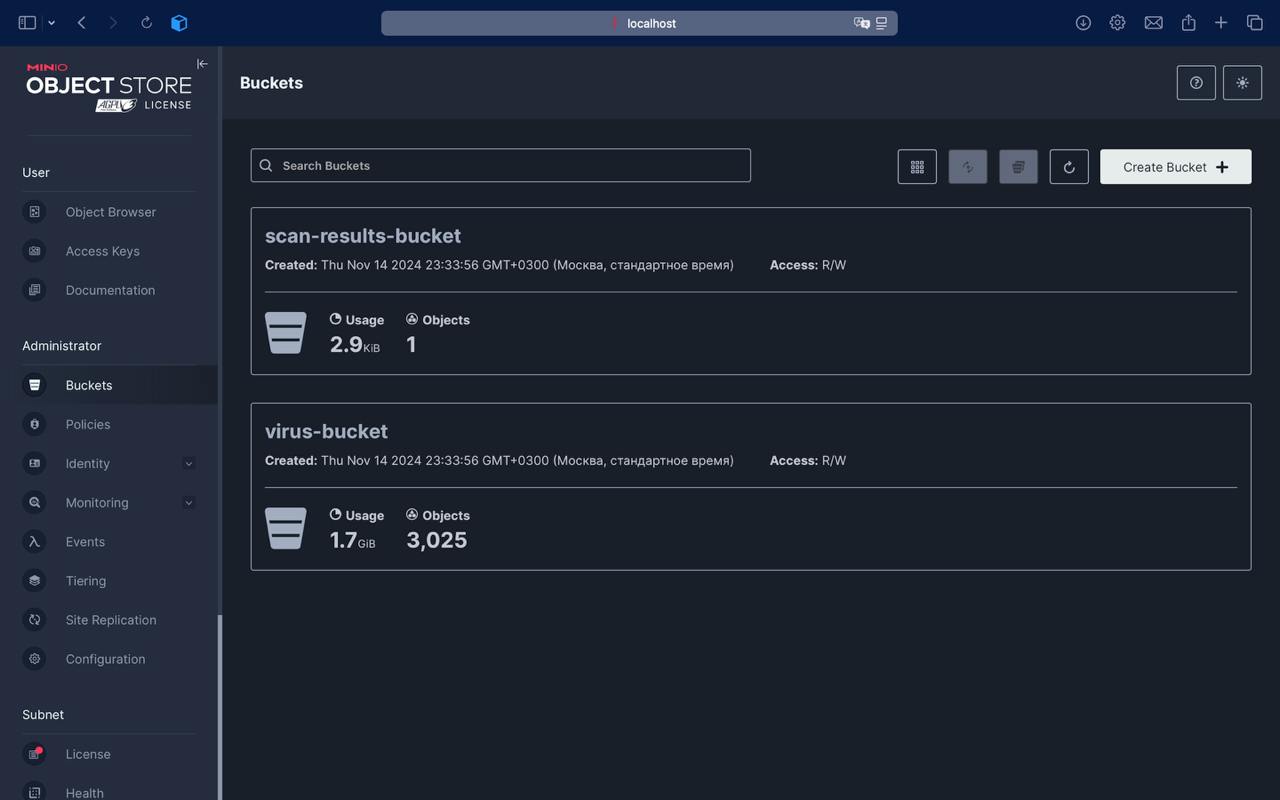 localhost
MINIO
OBJECT STORE
AGPL v3 LICENSE
Buckets
User
Object Browser
Access Keys
Documentation
Administrator
Buckets
Policies
Identity
Monitoring
Events
Tiering
Site Replication
Configuration
Subnet
License
Health
Search Buckets
Create Bucket
scan-results-bucket
Created: Thu Nov 14 2024 23:33:56 GMT+0300 (Москва, стандартное время) Access: R/W
Usage Objects
2.9KiB 1
virus-bucket
Created: Thu Nov 14 2024 23:33:56 GMT+0300 (Москва, стандартное время) Access: R/W
Usage Objects
1.7GiB 3,025